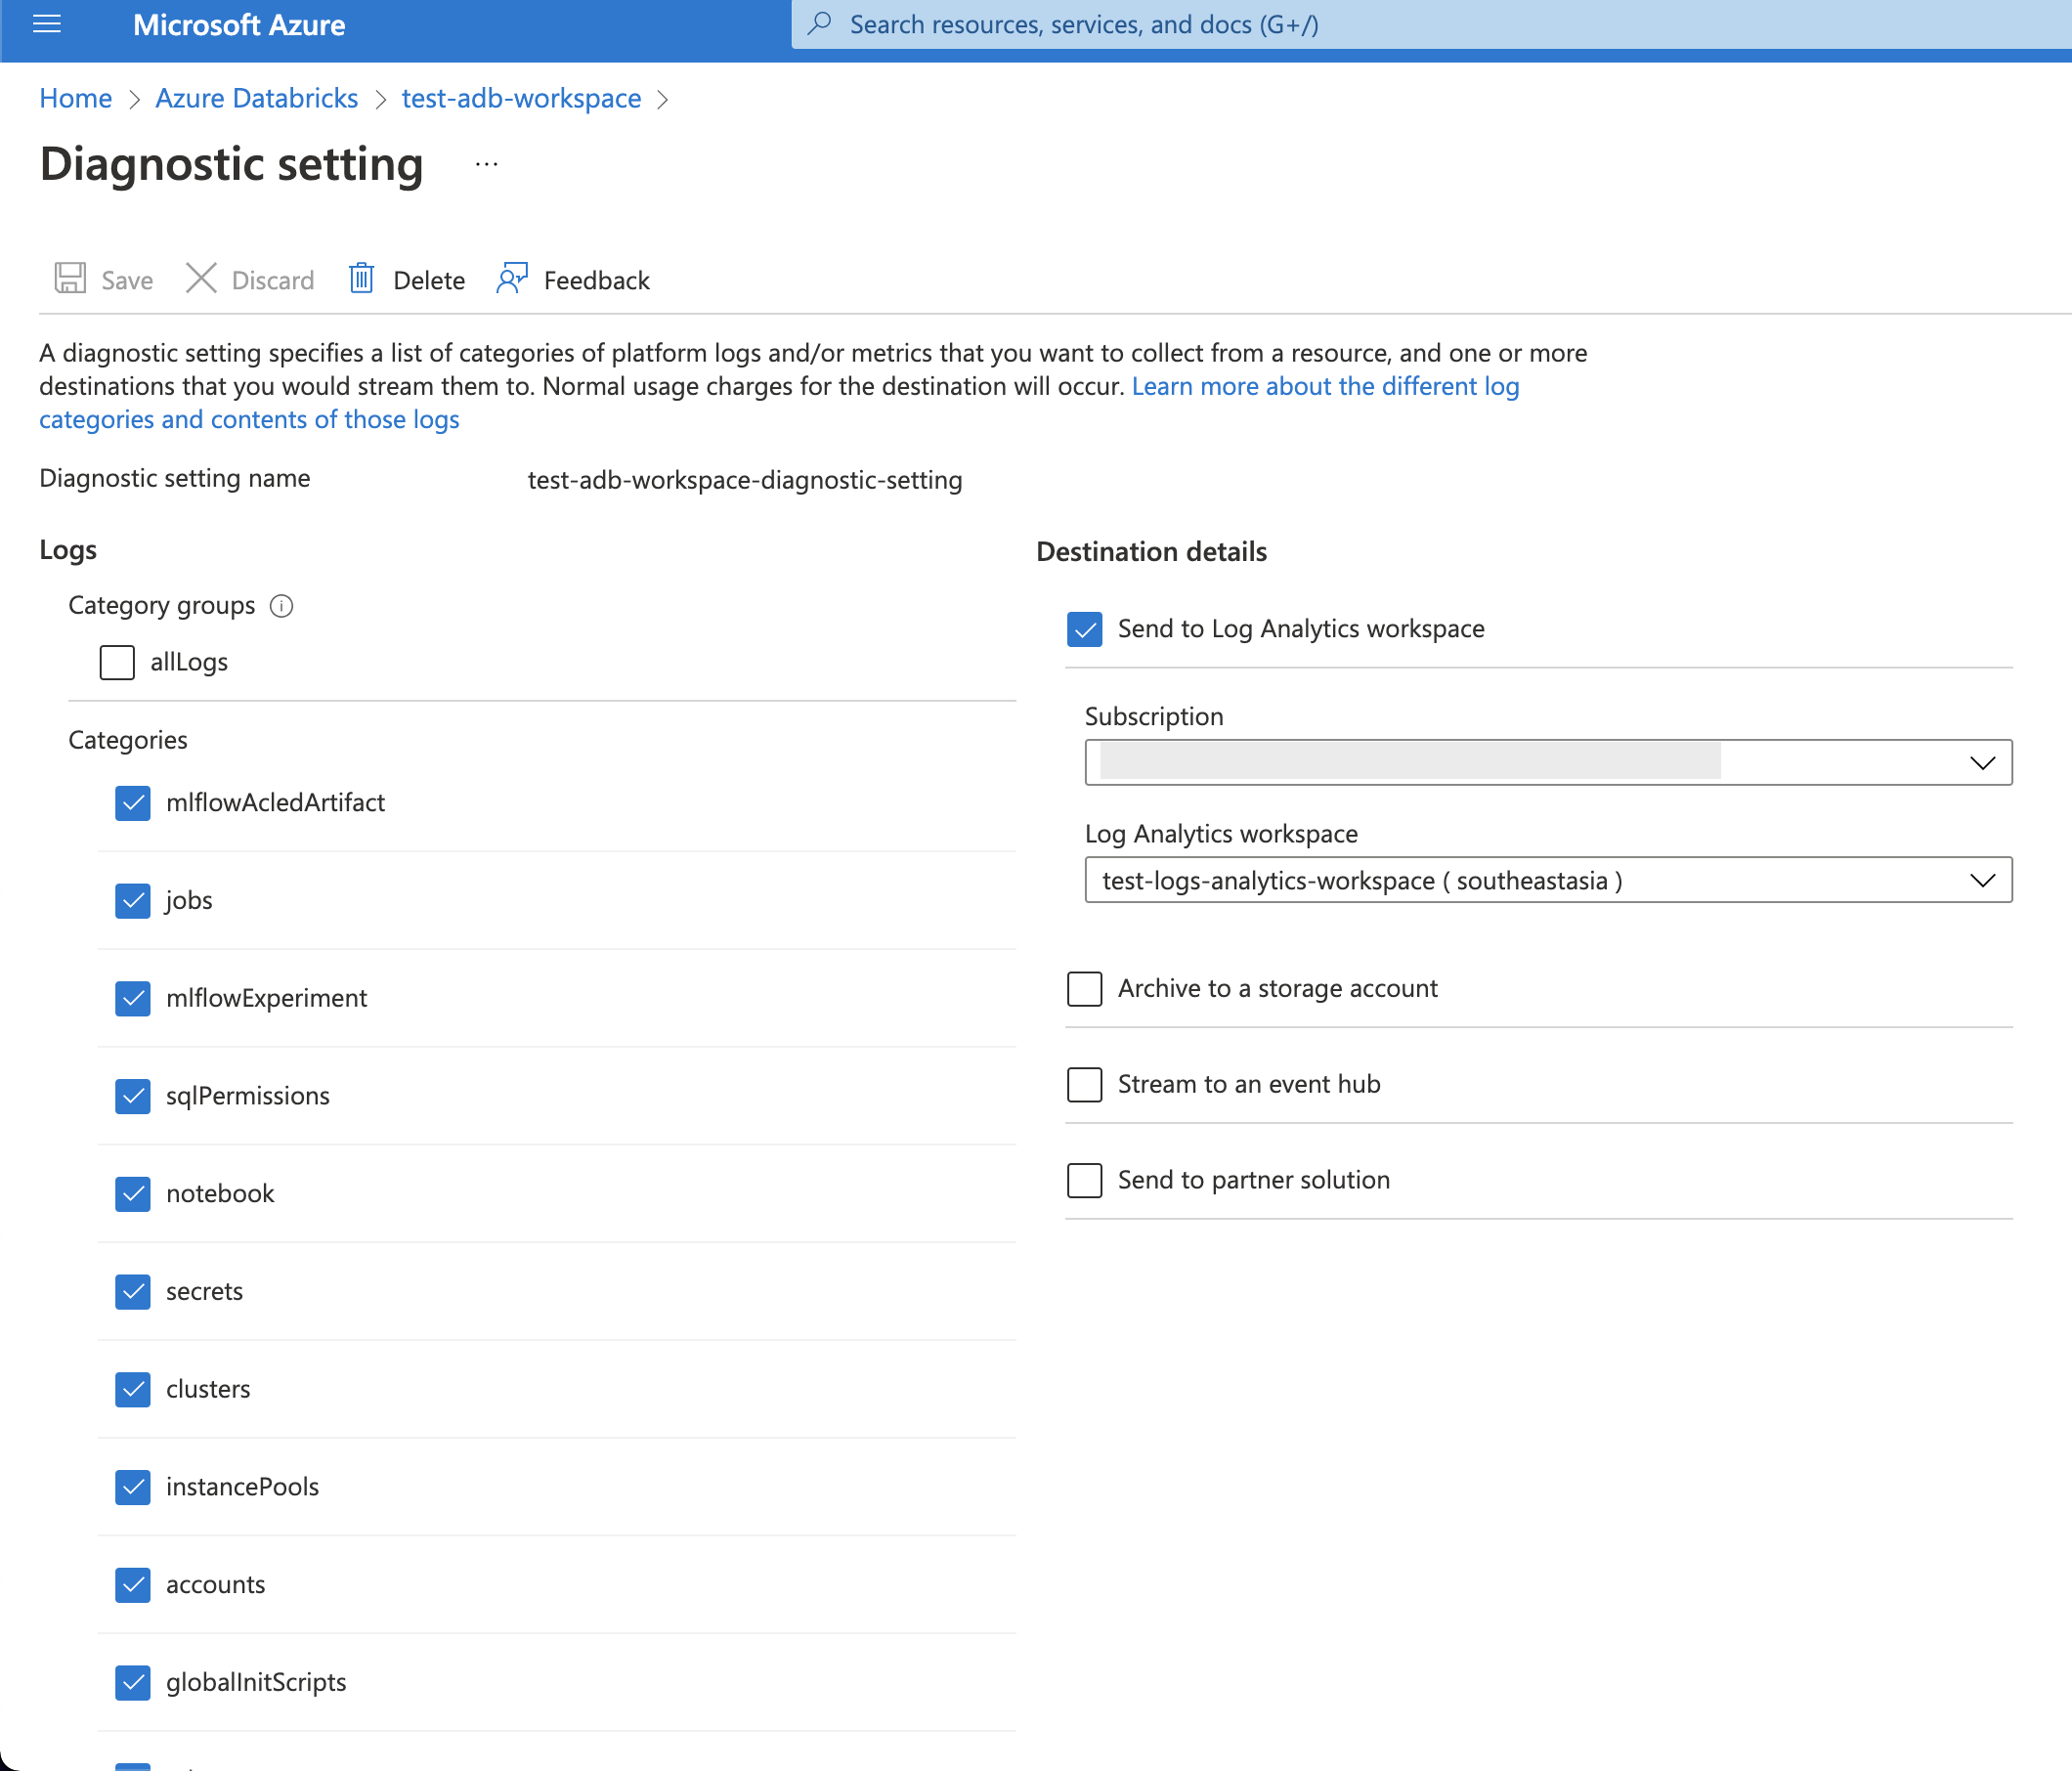 Microsoft Azure
Search resources, services, and docs (G+/)
Home > Azure Databricks > test-adb-workspace >
Diagnostic setting ...
Save Discard Delete Feedback
A diagnostic setting specifies a list of categories of platform logs and/or metrics that you want to collect from a resource, and one or more
destinations that you would stream them to. Normal usage charges for the destination will occur. Learn more about the different log
categories and contents of those logs
Diagnostic setting name test-adb-workspace-diagnostic-setting
Logs
Category groups
allLogs
Categories
mlflowAcledArtifact
jobs
mlflowExperiment
sqlPermissions
notebook
secrets
clusters
instancePools
accounts
globalInitScripts
Destination details
Send to Log Analytics workspace
Subscription
Log Analytics workspace
test-logs-analytics-workspace ( southeastasia )
Archive to a storage account
Stream to an event hub
Send to partner solution